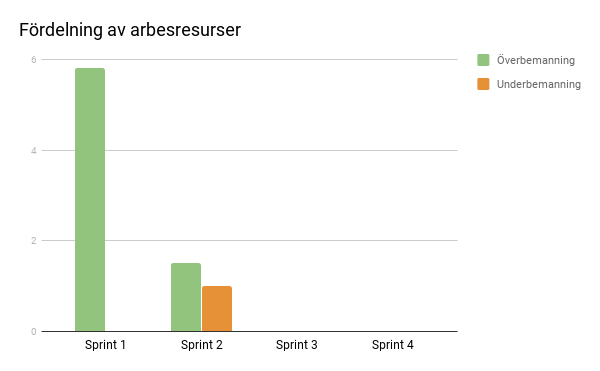 Fördelning av arbesresurser
6
4
2
0
Sprint 1
Sprint 2
Sprint 3
Sprint 4
Överbemanning
Underbemanning